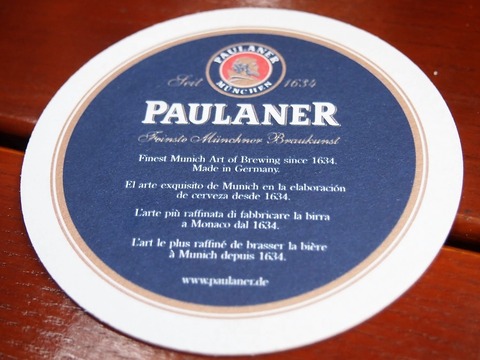 PAULANER
MÜNCHEN
Seit 1634
PAULANER
Feinste Münchner Braukunst
Finest Munich Art of Brewing since 1634.
Made in Germany.
El arte exquisito de Munich en la elaboración
de cerveza desde 1634.
L'arte più raffinata di fabbricare la birra
a Monaco dal 1634.
L'art le plus raffiné de brasser la bière
à Munich depuis 1634.
www.paulaner.de